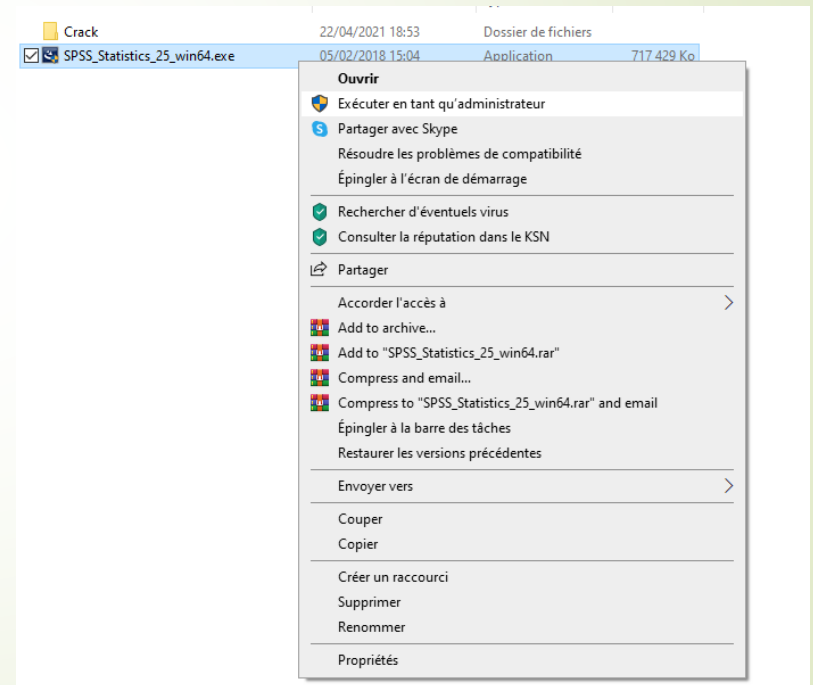 Crack 22/04/2021 18:53 Dossier de fichiers
SPSS_Statistics_25_win64.exe 05/02/2018 15:04 Application 717 429 Ko
Ouvrir
Exécuter en tant qu'administrateur
Partager avec Skype
Résoudre les problèmes de compatibilité
Épingler à l'écran de démarrage
Rechercher d'éventuels virus
Consulter la réputation dans le KSN
Partager
Accorder l'accès à
Add to archive...
Add to "SPSS_Statistics_25_win64.rar"
Compress and email...
Compress to "SPSS_Statistics_25_win64.rar" and email
Épingler à la barre des tâches
Restaurer les versions précédentes
Envoyer vers
Couper
Copier
Créer un raccourci
Supprimer
Renommer
Propriétés